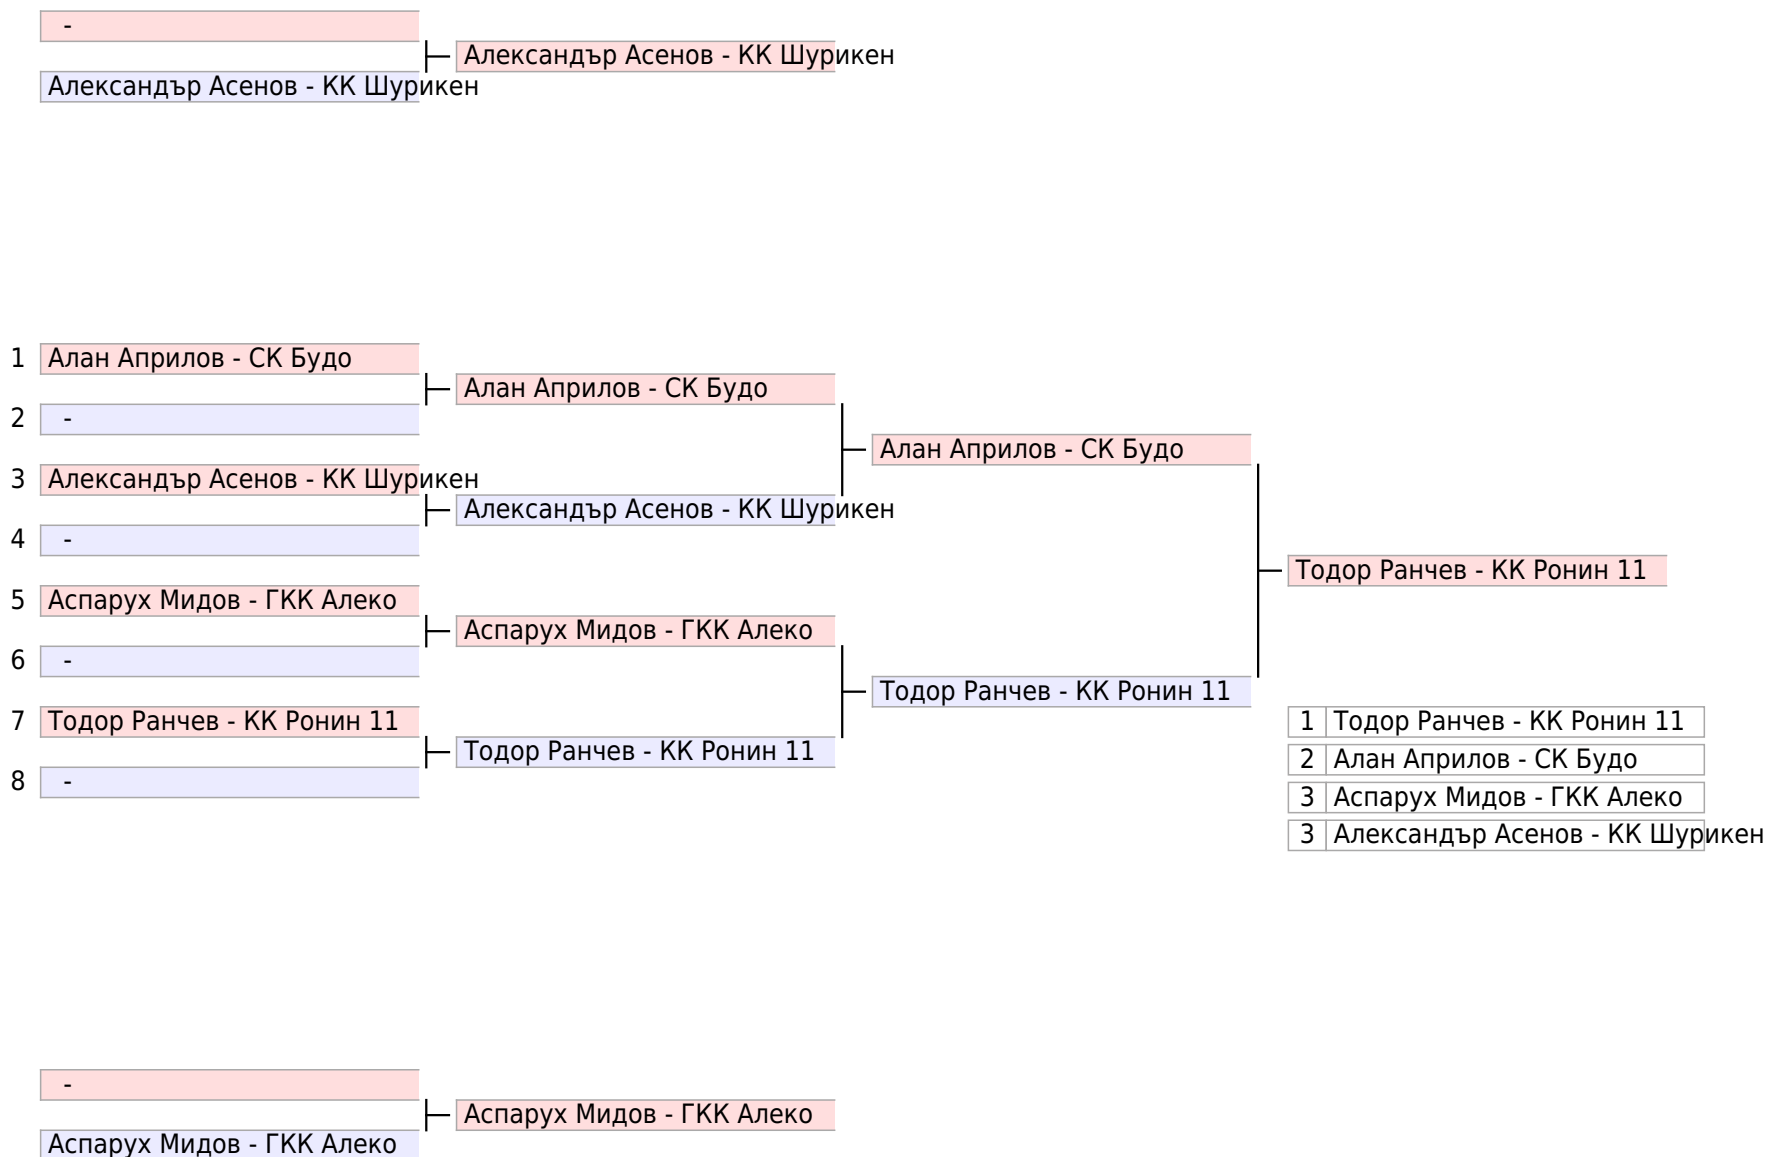 -
Александър Асенов - КК Шурикен
Александър Асенов - КК Шурикен
1 Алан Априлов - СК Будо
Алан Априлов - СК Будо
2 -
Алан Априлов - СК Будо
3 Александър Асенов - КК Шурикен
Александър Асенов - КК Шурикен
4 -
Тодор Ранчев - КК Ронин 11
5 Аспарух Мидов - ГКК Алеко
Аспарух Мидов - ГКК Алеко
6 -
Тодор Ранчев - КК Ронин 11
7 Тодор Ранчев - КК Ронин 11
Тодор Ранчев - КК Ронин 11
8 -
1 Тодор Ранчев - КК Ронин 11
2 Алан Априлов - СК Будо
3 Аспарух Мидов - ГКК Алеко
3 Александър Асенов - КК Шурикен
-
Аспарух Мидов - ГКК Алеко
Аспарух Мидов - ГКК Алеко